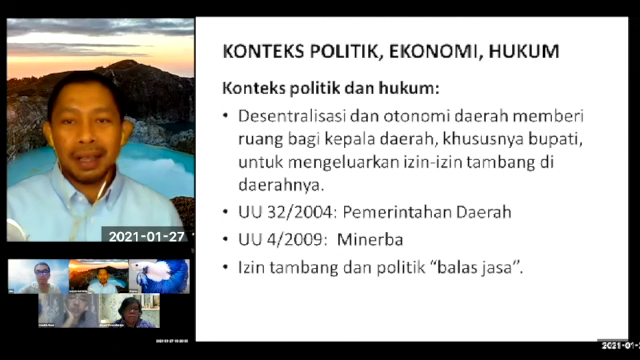 KONTEKS POLITIK, EKONOMI, HUKUM
Konteks politik dan hukum:
• Desentralisasi dan otonomi daerah memberi
ruang bagi kepala daerah, khususnya bupati,
untuk mengeluarkan izin-izin tambang di
daerahnya.
• UU 32/2004: Pemerintahan Daerah
• UU 4/2009: Minerba
• Izin tambang dan politik “balas jasa”.
2021-01-27